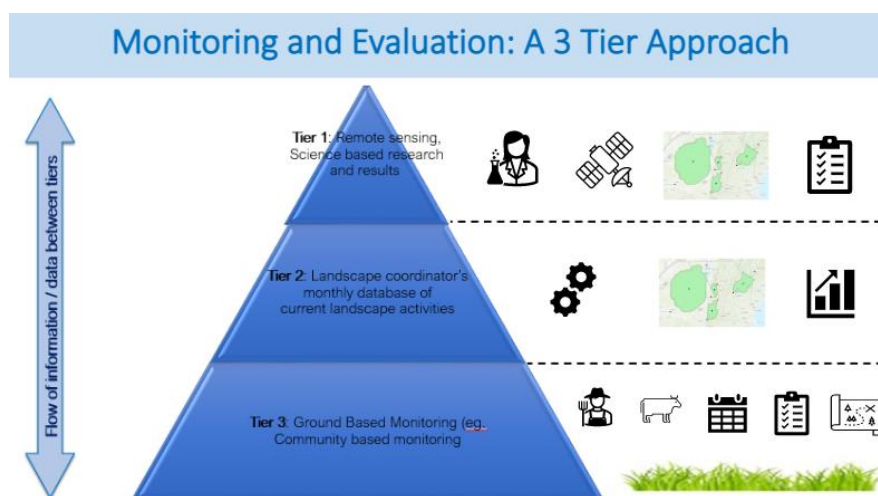 Monitoring and Evaluation: A 3 Tier Approach
Flow of information / data between tiers
Tier 1: Remote sensing,
Science based research
and results
Tier 2: Landscape coordinator's
monthly database of
current landscape activities
Tier 3: Ground Based Monitoring (eg.
Community based monitoring